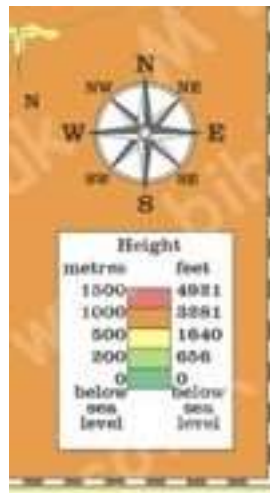 N
NW NE
N
W E
SW SE
S
Height
metres feet
1500 4921
1000 3281
500 1640
200 656
0 0
below below
sea sea
level level